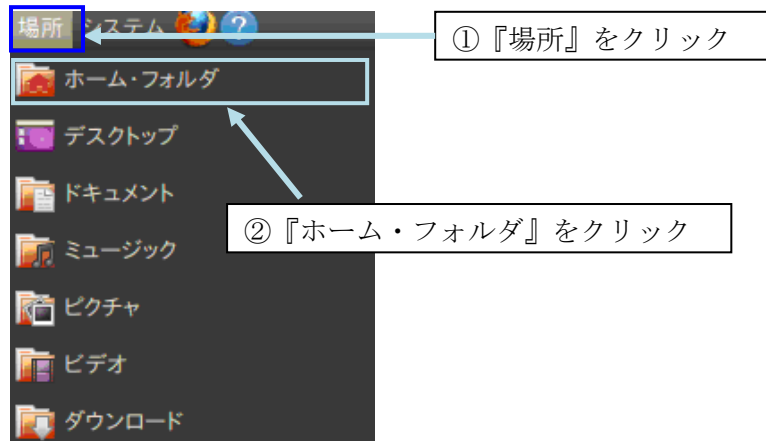 場所 システム ?
①『場所』をクリック
ホーム・フォルダ
デスクトップ
ドキュメント
②『ホーム・フォルダ』をクリック
ミュージック
ピクチャ
ビデオ
ダウンロード